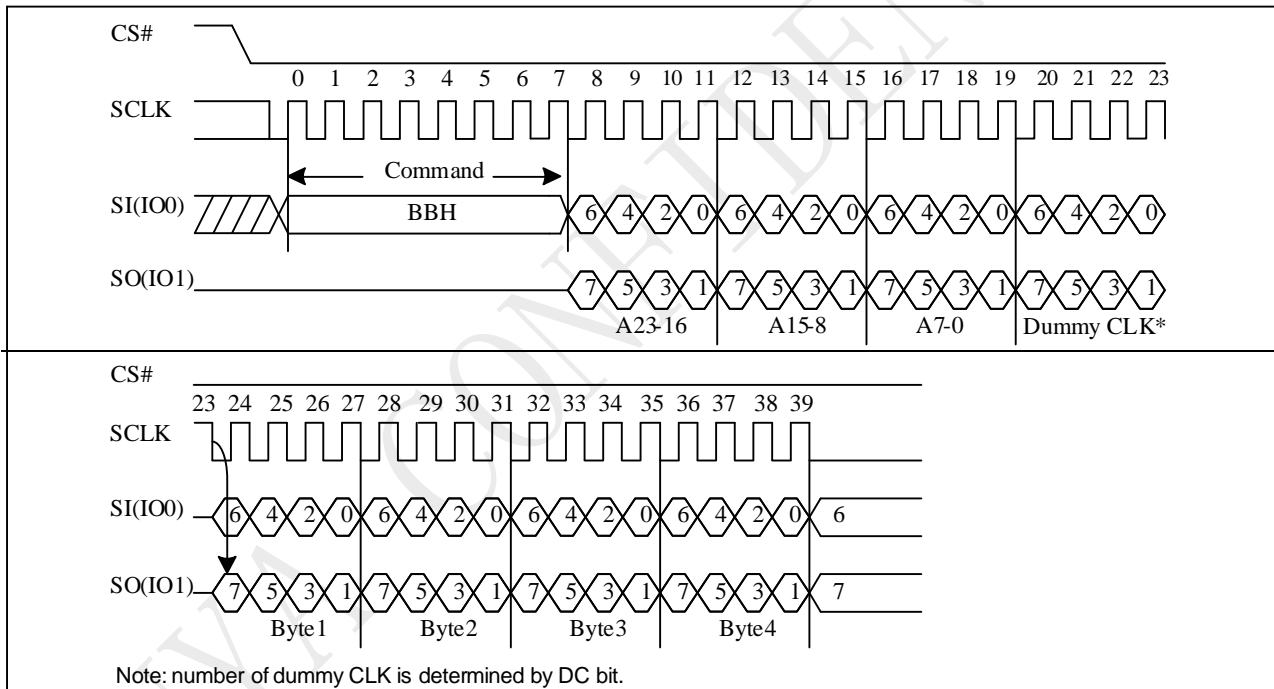 CS#
0 1 2 3 4 5 6 7 8 9 10 11 12 13 14 15 16 17 18 19 20 21 22 23
SCLK
Command
SI(IO0) BBH 6 4 2 0 6 4 2 0 6 4 2 0 6 4 2 0
SO(IO1) 7 5 3 1 7 5 3 1 7 5 3 1 7 5 3 1
A23-16 A15-8 A7-0 Dummy CLK*
CS#
23 24 25 26 27 28 29 30 31 32 33 34 35 36 37 38 39
SCLK
SI(IO0) 6 4 2 0 6 4 2 0 6 4 2 0 6 4 2 0 6
SO(IO1) 7 5 3 1 7 5 3 1 7 5 3 1 7 5 3 1 7
Byte1 Byte2 Byte3 Byte4
Note: number of dummy CLK is determined by DC bit.